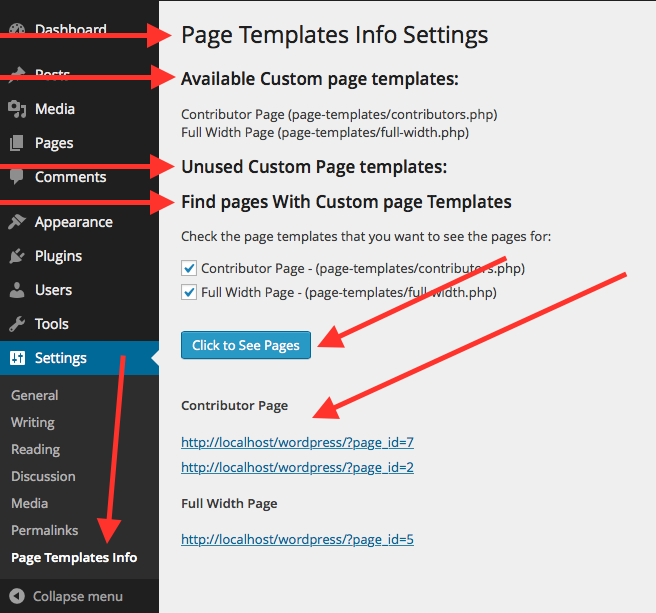 Dashboard
Posts
Media
Pages
Comments
Appearance
Plugins
Users
Tools
Settings
General
Writing
Reading
Discussion
Media
Permalinks
Page Templates Info
Collapse menu
Page Templates Info Settings
Available Custom page templates:
Contributor Page (page-templates/contributors.php)
Full Width Page (page-templates/full-width.php)
Unused Custom Page templates:
Find pages With Custom page Templates
Check the page templates that you want to see the pages for:
Contributor Page - (page-templates/contributors.php)
Full Width Page - (page-templates/full-width.php)
Click to See Pages
Contributor Page
http://localhost/wordpress/?page_id=7
http://localhost/wordpress/?page_id=2
Full Width Page
http://localhost/wordpress/?page_id=5